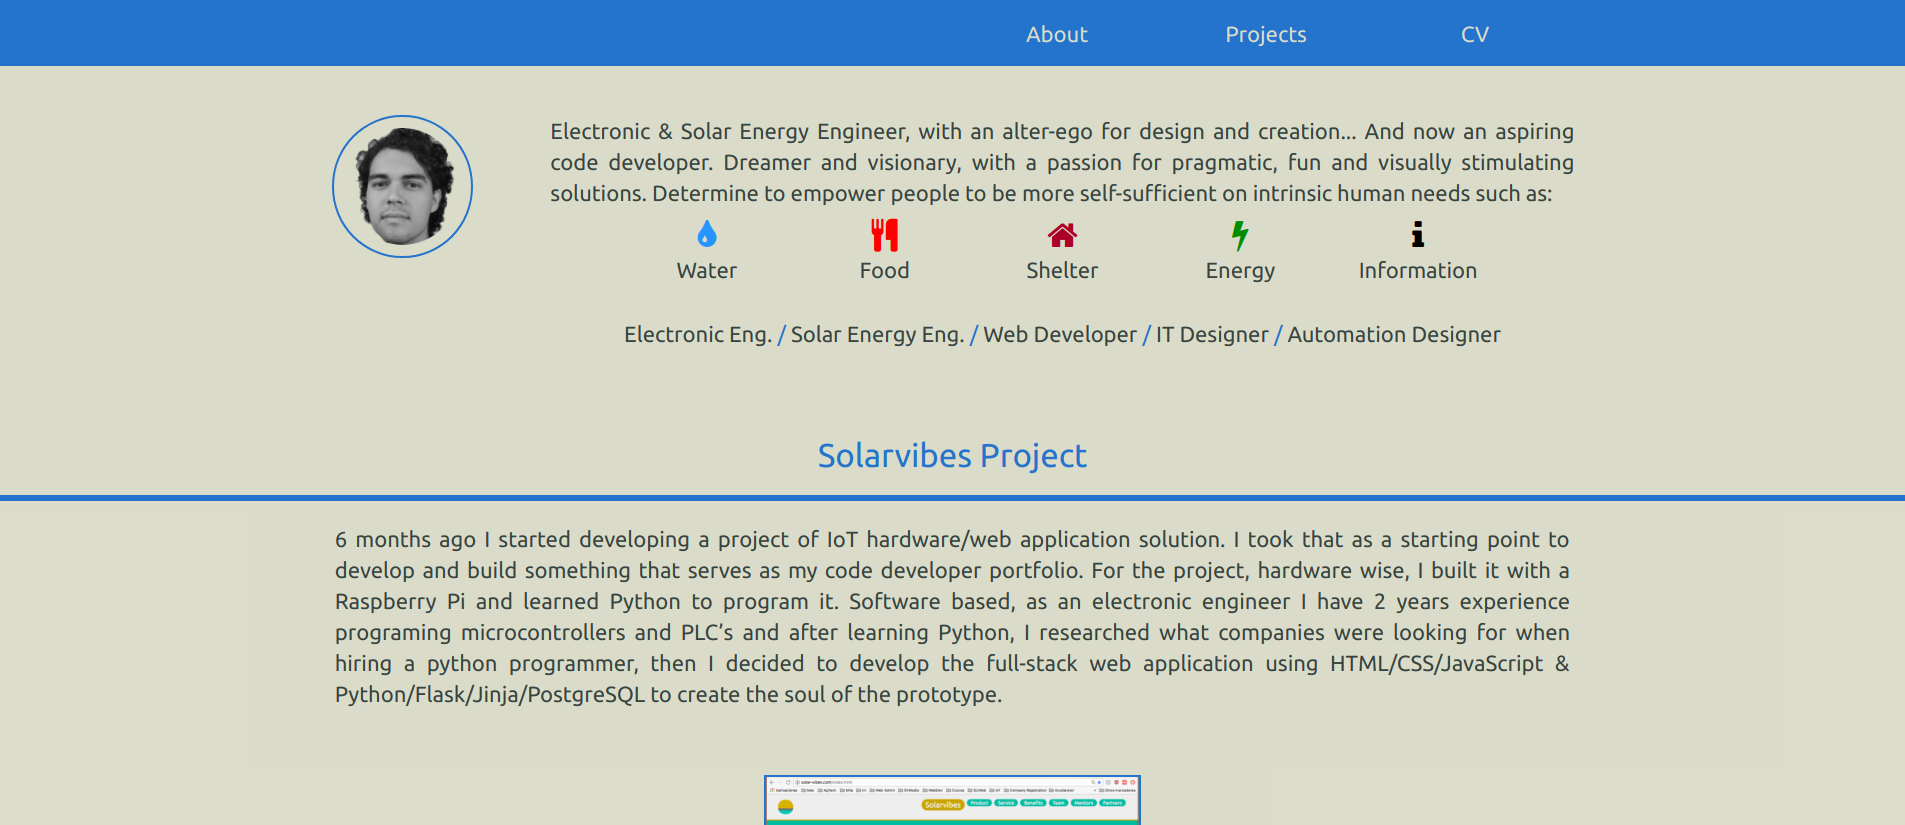 About Projects CV
Electronic & Solar Energy Engineer, with an alter-ego for design and creation... And now an aspiring
code developer. Dreamer and visionary, with a passion for pragmatic, fun and visually stimulating
solutions. Determine to empower people to be more self-sufficient on intrinsic human needs such as:
Water Food Shelter Energy Information
Electronic Eng. / Solar Energy Eng. / Web Developer / IT Designer / Automation Designer
Solarvibes Project
6 months ago I started developing a project of IoT hardware/web application solution. I took that as a starting point to
develop and build something that serves as my code developer portfolio. For the project, hardware wise, I built it with a
Raspberry Pi and learned Python to program it. Software based, as an electronic engineer I have 2 years experience
programing microcontrollers and PLC’s and after learning Python, I researched what companies were looking for when
hiring a python programmer, then I decided to develop the full-stack web application using HTML/CSS/JavaScript &
Python/Flask/Jinja/PostgreSQL to create the soul of the prototype.
solar-vibes.com/index.html
Solarvibes Product Service Benefits Team Mentors Partners